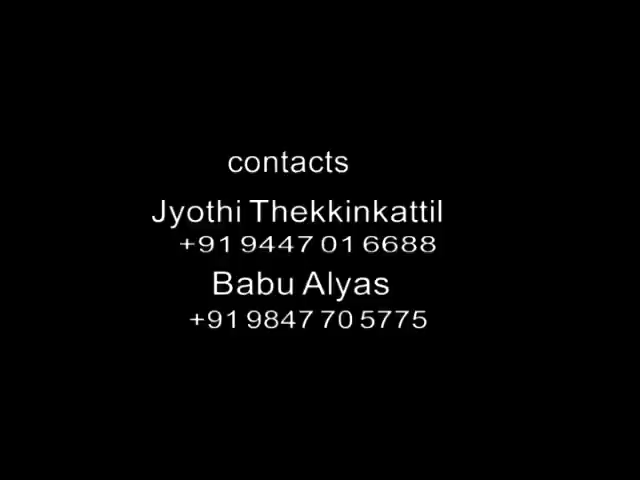 contacts
Jyothi Thekkinkattil
+91 9447 01 6688
Babu Alyas
+91 9847 70 5775